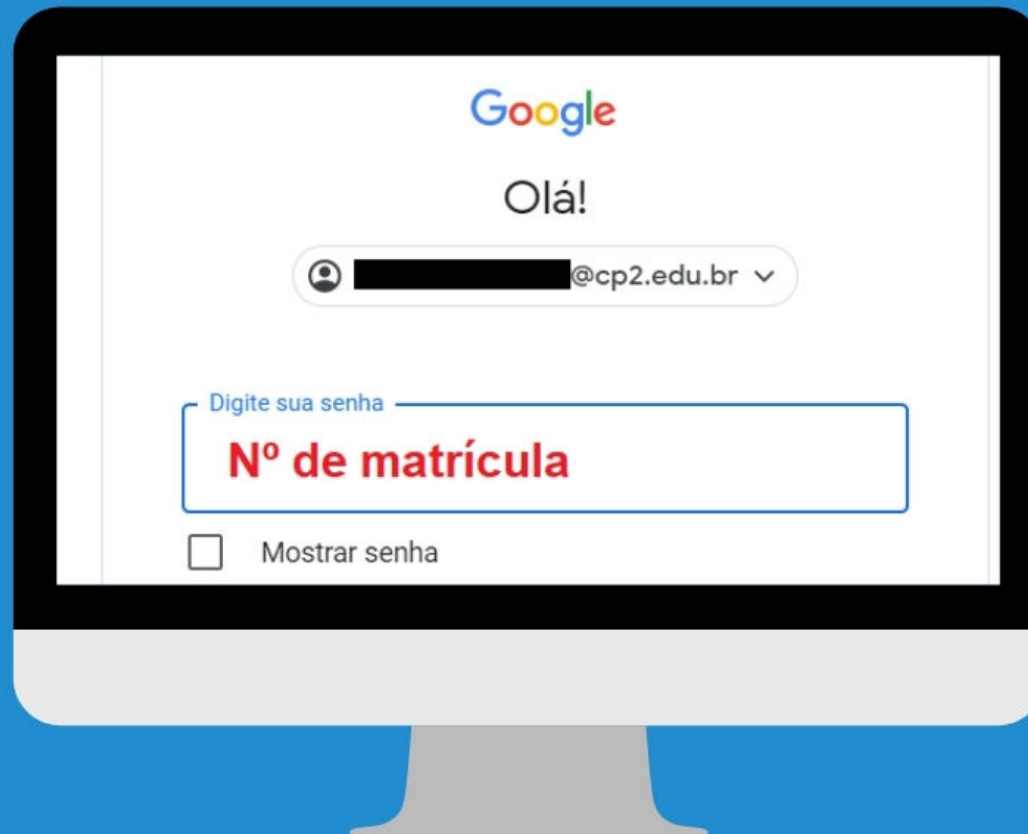 Google
Olá!
@cp2.edu.br
Digite sua senha
Nº de matrícula
Mostrar senha